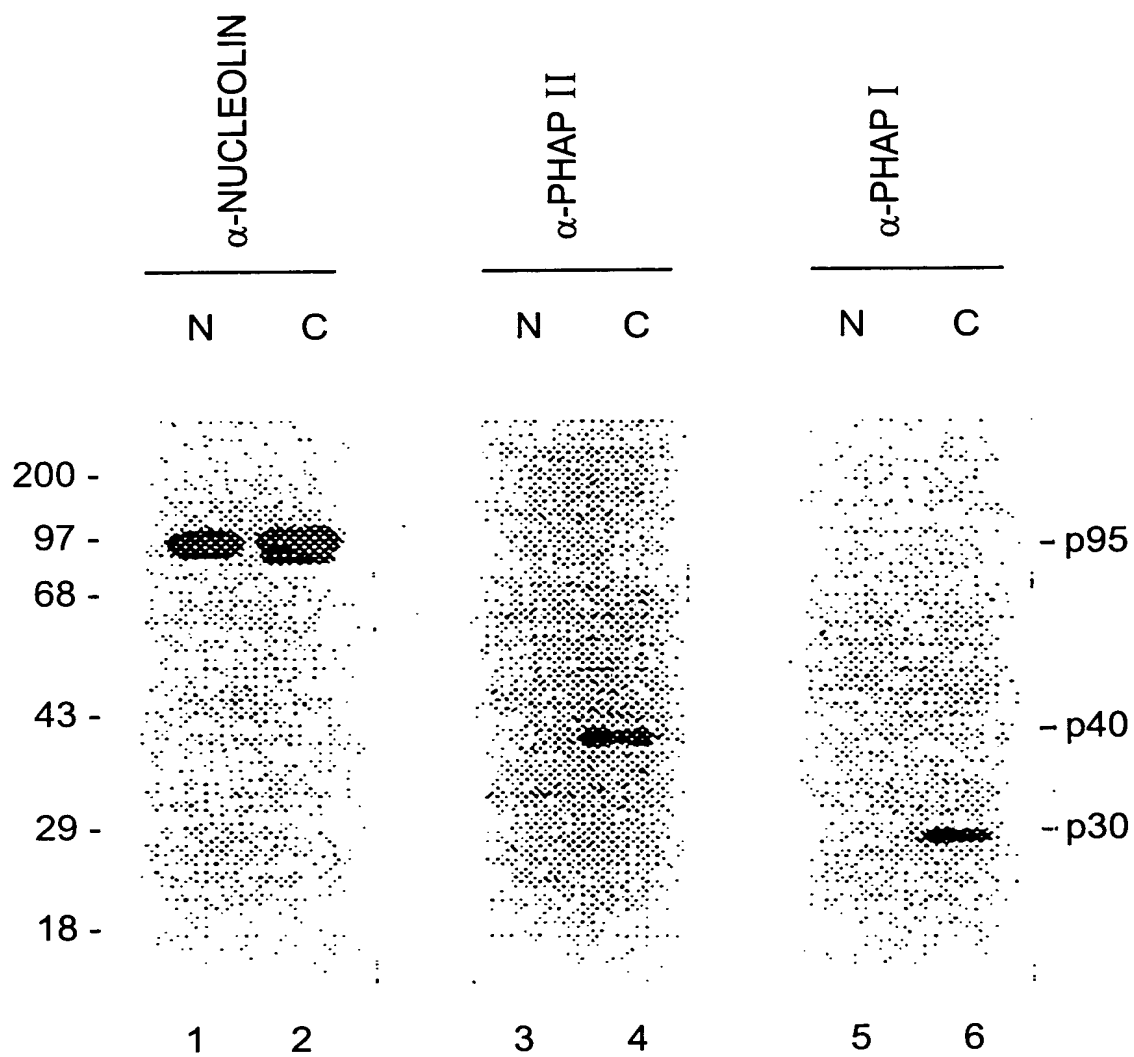 α-NUCLEOLIN
α-PHAP II
α-PHAP I
N C N C N C
200 -
97 -
68 -
43 -
29 -
18 -
- p95
- p40
- p30
1 2 3 4 5 6